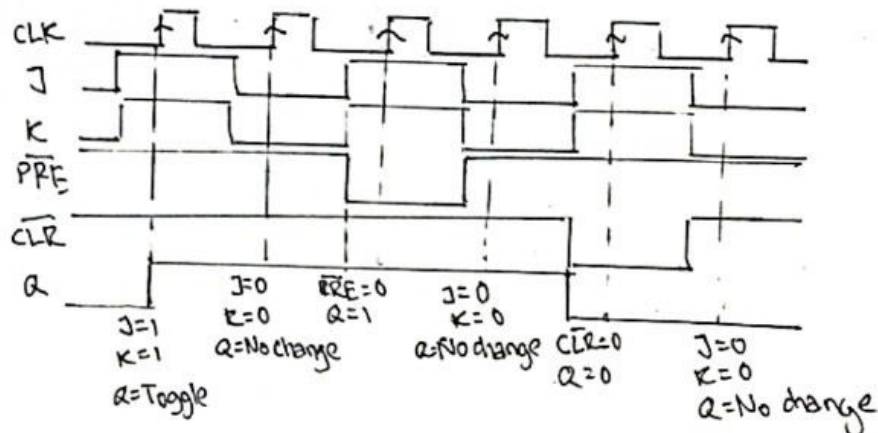 CLK
J
K
PRE
CLR
Q
J=1
K=1
Q=Toggle
J=0
K=0
Q=No change
PRE=0
Q=1
J=0
K=0
Q=No change
CLR=0
Q=0
J=0
K=0
Q=No change